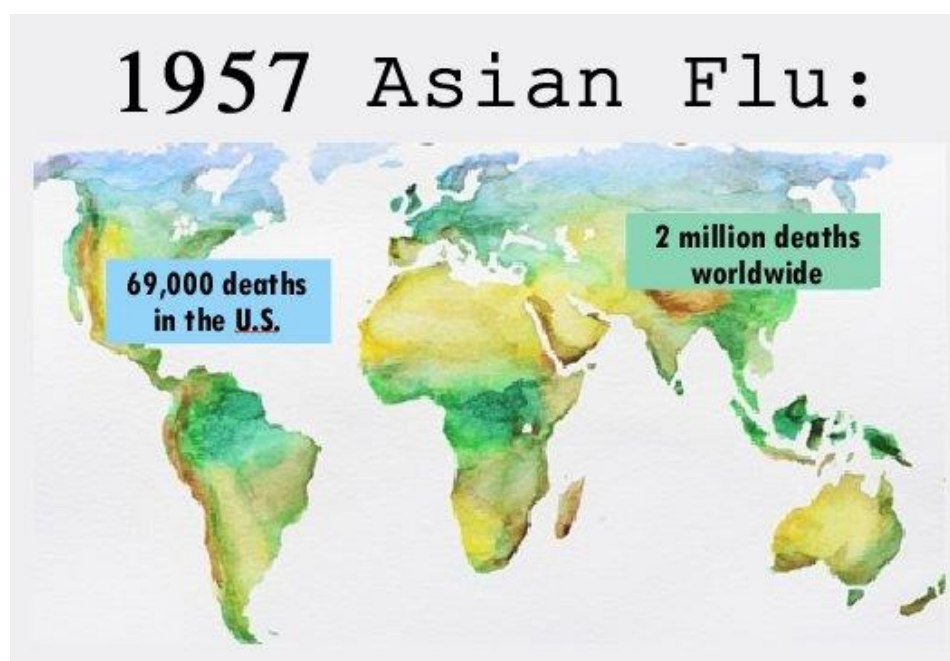 1957 Asian Flu:
69,000 deaths
in the U.S.
2 million deaths
worldwide